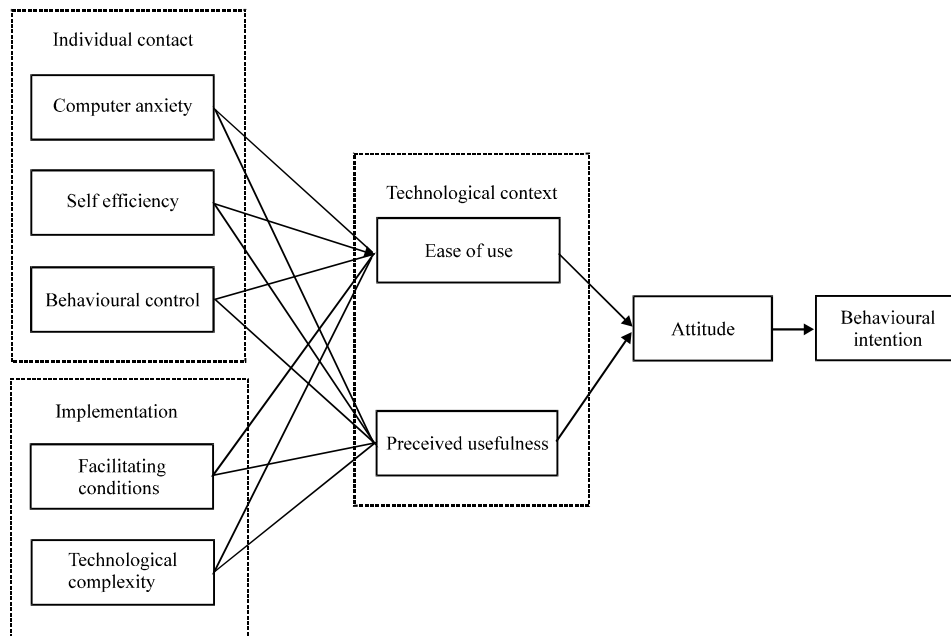 Individual contact
Computer anxiety
Self efficiency
Behavioural control
Implementation
Facilitating
conditions
Technological
complexity
Technological context
Ease of use
Preceived usefulness
Attitude
Behavioural
intention